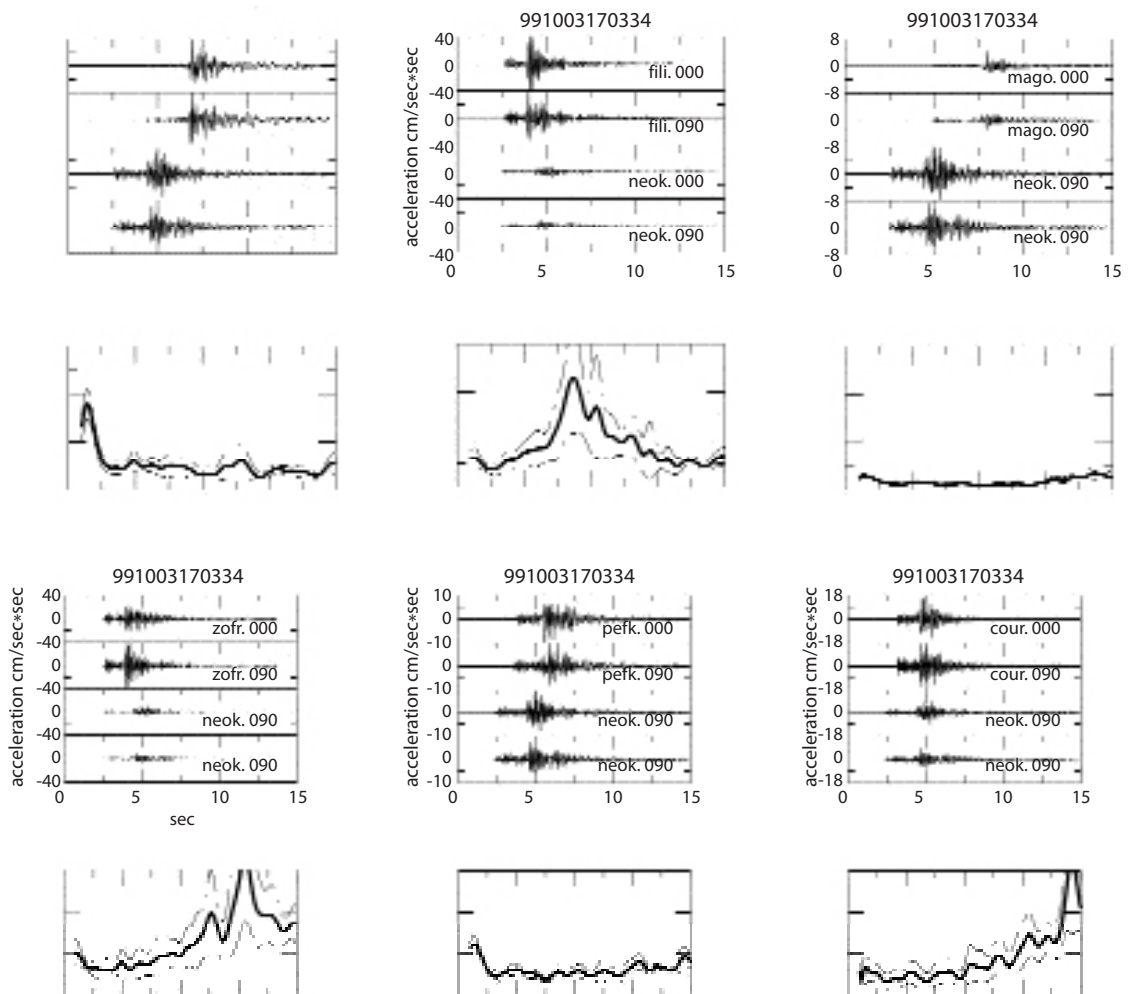 991003170334
acceleration cm/sec*sec
40
0
-40
0
-40
0
-40
0
-40
fili. 000
fili. 090
neok. 000
neok. 090
0 5 10 15
991003170334
8
0
-8
0
-8
0
-8
0
-8
mago. 000
mago. 090
neok. 090
neok. 090
0 5 10 15
991003170334
acceleration cm/sec*sec
40
0
-40
0
-40
0
-40
0
-40
zofr. 000
zofr. 090
neok. 090
neok. 090
0 5 10 15
sec
991003170334
acceleration cm/sec*sec
10
0
-10
0
-10
0
-10
0
-10
pefk. 000
pefk. 090
neok. 090
neok. 090
0 5 10 15
991003170334
acceleration cm/sec*sec
18
0
-18
0
-18
0
-18
0
-18
cour. 000
cour. 090
neok. 090
neok. 090
0 5 10 15